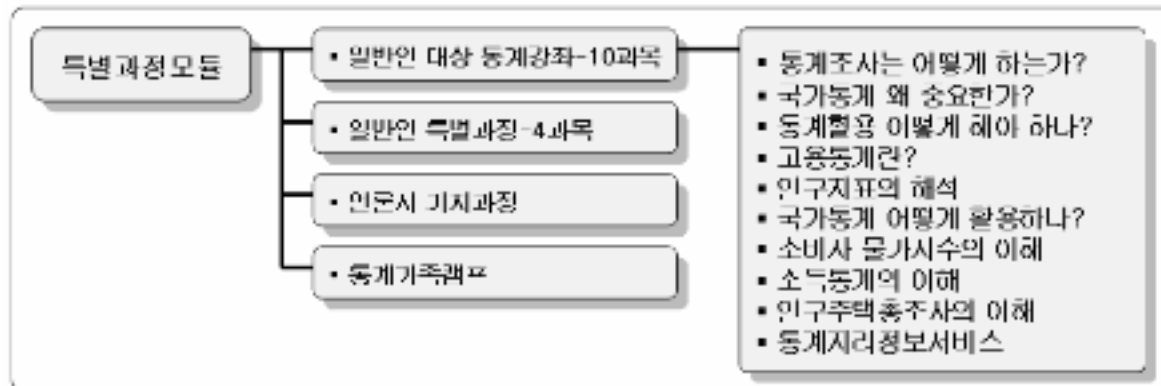 특별과정모듈
▪ 일반인 대상 통계강좌-10과목
▪ 일반인 특별과정-4과목
▪ 언론사 기자과정
▪ 통계가족캠프
▪ 통계조사는 어떻게 하는가?
▪ 국가통계 왜 중요한가?
▪ 통계활용 어떻게 해야 하나?
▪ 고용통계란?
▪ 인구지표의 해석
▪ 국가통계 어떻게 활용하나?
▪ 소비자 물가지수의 이해
▪ 소득통계의 이해
▪ 인구주택총조사의 이해
▪ 통계지리정보서비스